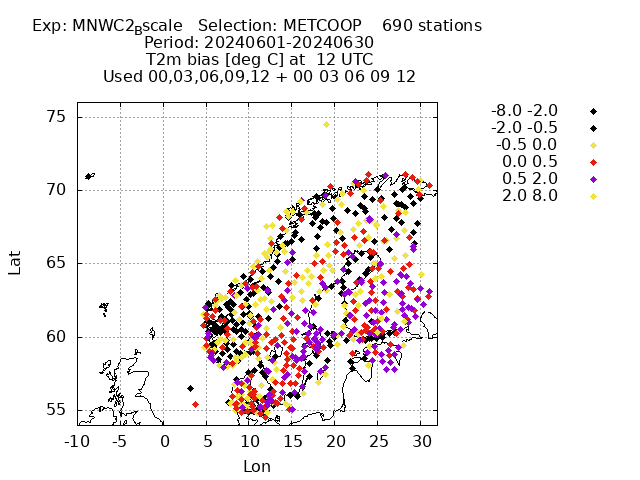 Exp: MNWC2Bscale   Selection: METCOOP    690 stations
Period: 20240601-20240630
T2m bias [deg C] at  12 UTC
Used 00,03,06,09,12 + 00 03 06 09 12
-8.0 -2.0
-2.0 -0.5
-0.5 0.0
0.0 0.5
0.5 2.0
2.0 8.0
75
70
65
60
55
Lat
-10 -5 0 5 10 15 20 25 30
Lon